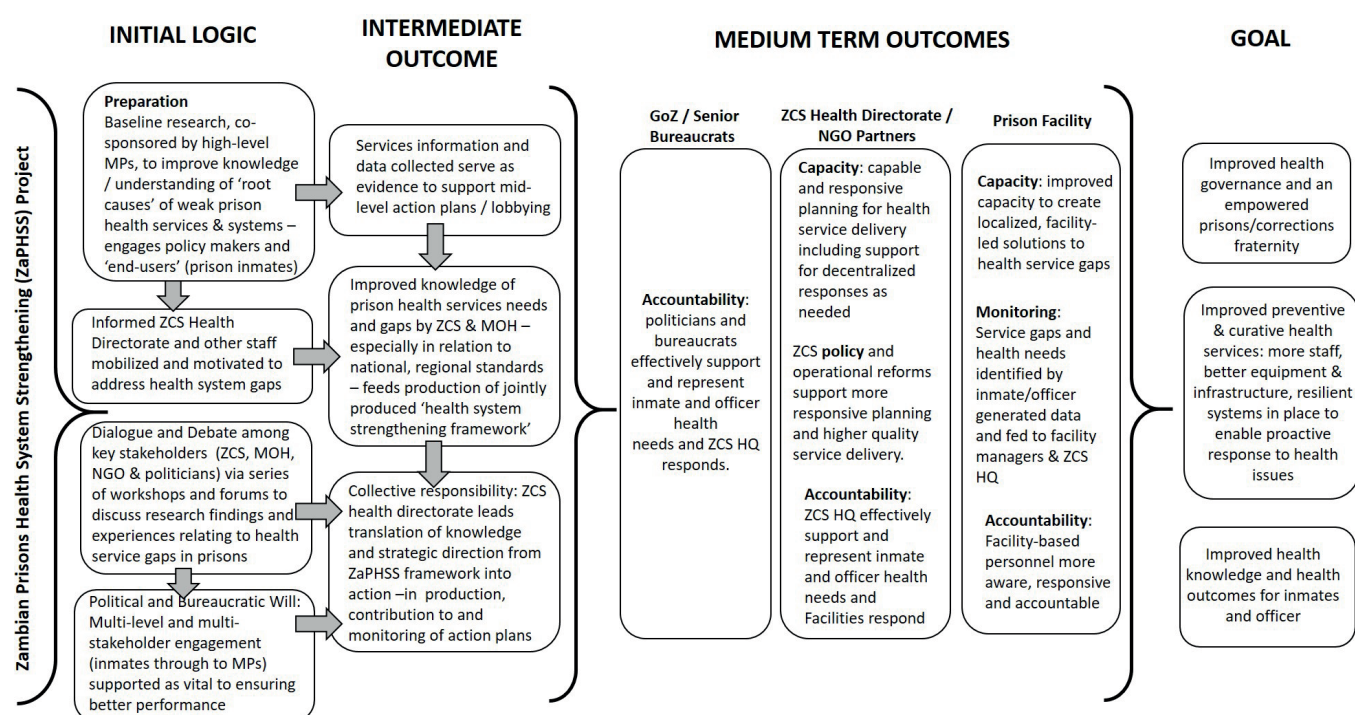 Zambian Prisons Health System Strengthening (ZaPHSS) Project
INITIAL LOGIC
Preparation
Baseline research, co-
sponsored by high-level
MPs, to improve knowledge
/ understanding of ‘root
causes’ of weak prison
health services & systems –
engages policy makers and
‘end-users’ (prison inmates)
Informed ZCS Health
Directorate and other staff
mobilized and motivated to
address health system gaps
Dialogue and Debate among
key stakeholders (ZCS, MOH,
NGO & politicians) via series
of workshops and forums to
discuss research findings and
experiences relating to health
service gaps in prisons
Political and Bureaucratic Will:
Multi-level and multi-
stakeholder engagement
(inmates through to MPs)
supported as vital to ensuring
better performance
INTERMEDIATE
OUTCOME
Services information and
data collected serve as
evidence to support mid-
level action plans / lobbying
Improved knowledge of
prison health services needs
and gaps by ZCS & MOH –
especially in relation to
national, regional standards
– feeds production of jointly
produced ‘health system
strengthening framework’
Collective responsibility: ZCS
health directorate leads
translation of knowledge
and strategic direction from
ZaPHSS framework into
action –in production,
contribution to and
monitoring of action plans
MEDIUM TERM OUTCOMES
GoZ / Senior
Bureaucrats
Accountability:
politicians and
bureaucrats
effectively support
and represent
inmate and officer
health
needs and ZCS HQ
responds.
ZCS Health Directorate /
NGO Partners
Capacity: capable
and responsive
planning for health
service delivery
including support
for decentralized
responses as
needed
ZCS policy and
operational reforms
support more
responsive planning
and higher quality
service delivery.
Accountability:
ZCS HQ effectively
support and
represent inmate
and officer health
needs and
Facilities respond
Prison Facility
Capacity: improved
capacity to create
localized, facility-
led solutions to
health service gaps
Monitoring:
Service gaps and
health needs
identified by
inmate/officer
generated data
and fed to facility
managers & ZCS
HQ
Accountability:
Facility-based
personnel more
aware, responsive
and accountable
GOAL
Improved health
governance and an
empowered
prisons/corrections
fraternity
Improved preventive
& curative health
services: more staff,
better equipment &
infrastructure, resilient
systems in place to
enable proactive
response to health
issues
Improved health
knowledge and health
outcomes for inmates
and officer